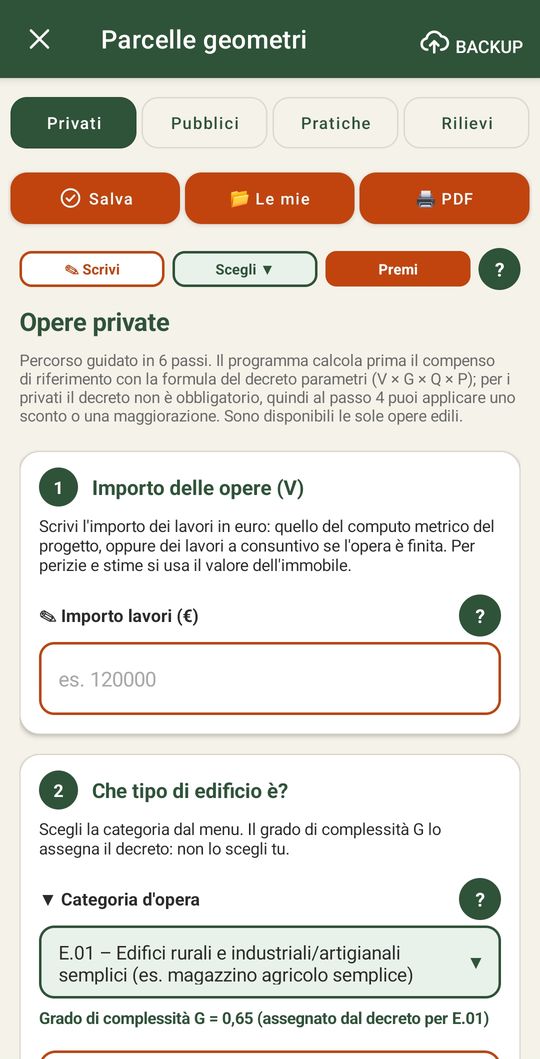 Parcelle geometri
BACKUP
Privati
Pubblici
Pratiche
Rilievi
Salva
Le mie
PDF
✎ Scrivi
Scegli ▼
Premi
?
Opere private
Percorso guidato in 6 passi. Il programma calcola prima il compenso
di riferimento con la formula del decreto parametri (V × G × Q × P); per i
privati il decreto non è obbligatorio, quindi al passo 4 puoi applicare uno
sconto o una maggiorazione. Sono disponibili le sole opere edili.
1
Importo delle opere (V)
Scrivi l'importo dei lavori in euro: quello del computo metrico del
progetto, oppure dei lavori a consuntivo se l'opera è finita. Per
perizie e stime si usa il valore dell'immobile.
✎ Importo lavori (€)
?
es. 120000
2
Che tipo di edificio è?
Scegli la categoria dal menu. Il grado di complessità G lo
assegna il decreto: non lo scegli tu.
▼ Categoria d'opera
?
E.01 – Edifici rurali e industriali/artigianali
semplici (es. magazzino agricolo semplice)
▼
Grado di complessità G = 0,65 (assegnato dal decreto per E.01)